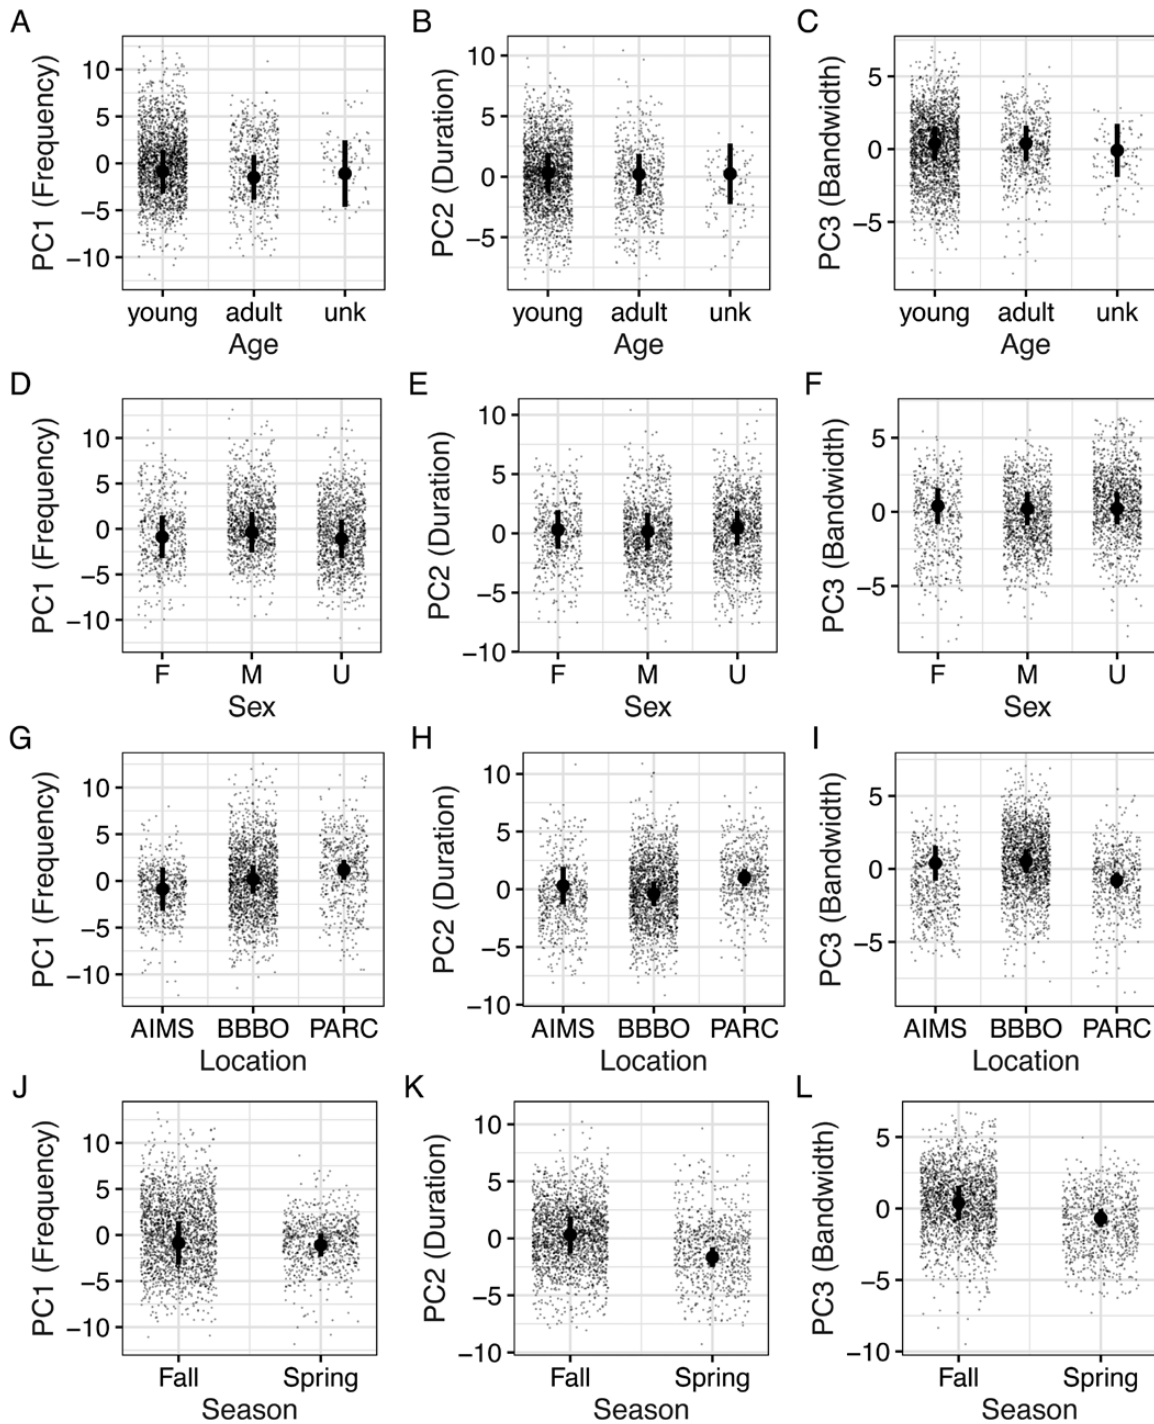 A B C
PC1 (Frequency)
10
5
0
−5
−10
young adult unk
Age
PC2 (Duration)
10
5
0
−5
young adult unk
Age
PC3 (Bandwidth)
5
0
−5
young adult unk
Age
D E F
PC1 (Frequency)
10
5
0
−5
−10
F M U
Sex
PC2 (Duration)
10
5
0
−5
−10
F M U
Sex
PC3 (Bandwidth)
5
0
−5
F M U
Sex
G H I
PC1 (Frequency)
10
5
0
−5
−10
AIMS BBBO PARC
Location
PC2 (Duration)
10
5
0
−5
−10
AIMS BBBO PARC
Location
PC3 (Bandwidth)
5
0
−5
AIMS BBBO PARC
Location
J K L
PC1 (Frequency)
10
5
0
−5
−10
Fall Spring
Season
PC2 (Duration)
10
5
0
−5
−10
Fall Spring
Season
PC3 (Bandwidth)
5
0
−5
−10
Fall Spring
Season